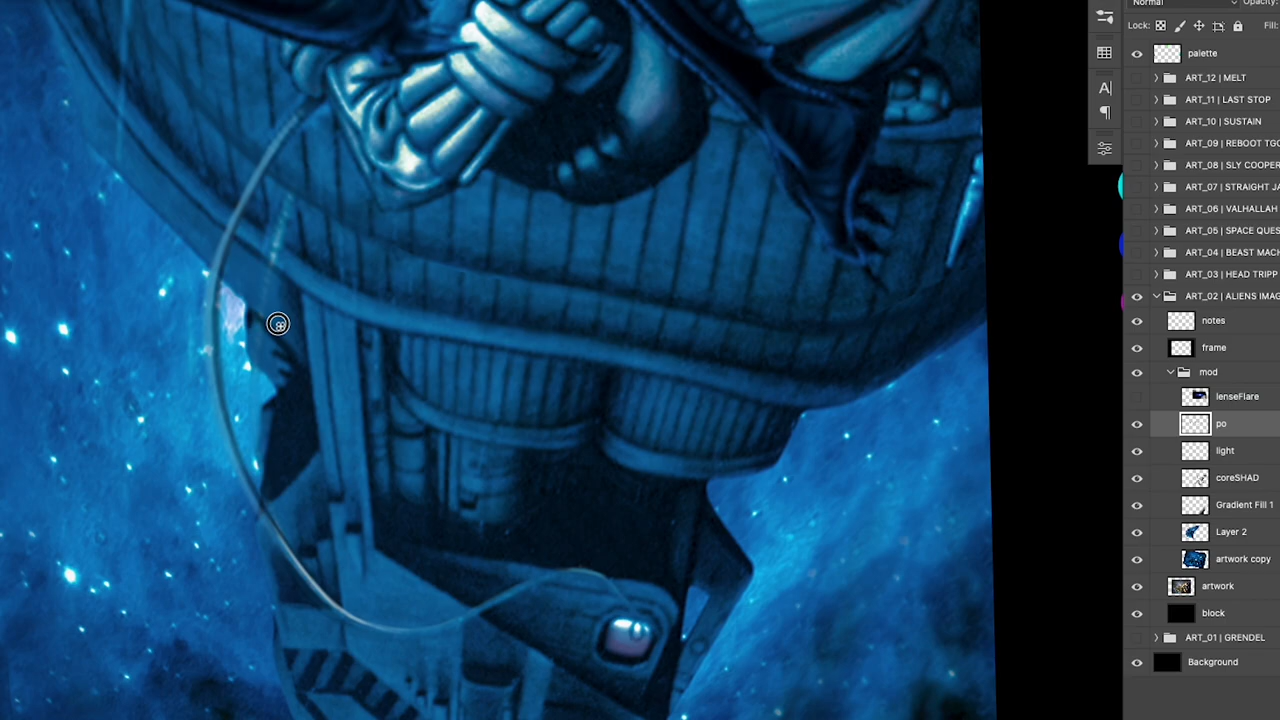 Normal
Opacity:
Lock:
Fill:
palette
ART_12 | MELT
ART_11 | LAST STOP
ART_10 | SUSTAIN
ART_09 | REBOOT TGC
ART_08 | SLY COOPER
ART_07 | STRAIGHT JA
ART_06 | VALHALLAH
ART_05 | SPACE QUES
ART_04 | BEAST MACH
ART_03 | HEAD TRIPP
ART_02 | ALIENS IMAG
notes
frame
mod
lenseFlare
po
light
coreSHAD
Gradient Fill 1
Layer 2
artwork copy
artwork
block
ART_01 | GRENDEL
Background